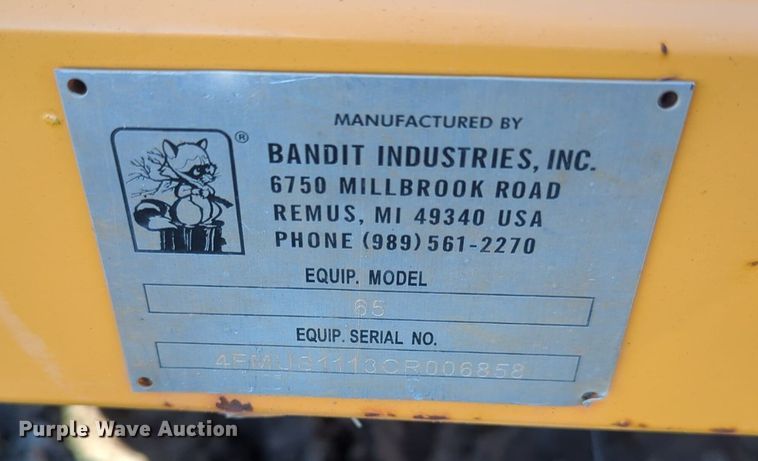 MANUFACTURED BY
®
BANDIT INDUSTRIES, INC.
6750 MILLBROOK ROAD
REMUS, MI 49340 USA
PHONE (989) 561-2270
EQUIP. MODEL
65
EQUIP. SERIAL NO.
4FMUS1113CR006858
Purple Wave Auction